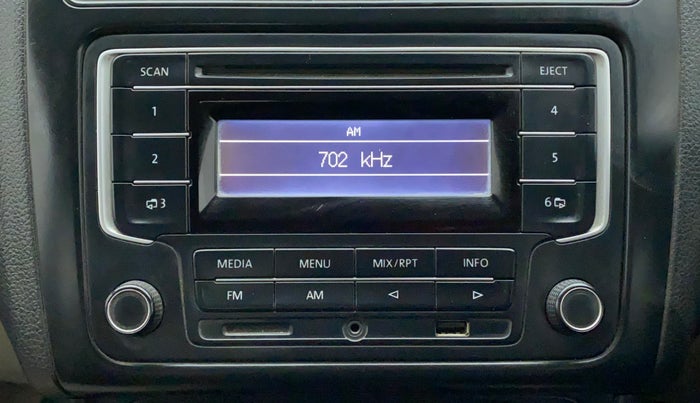 SCAN
EJECT
AM
702 kHz
1
4
2
5
3
6
MEDIA MENU MIX/RPT INFO
FM AM